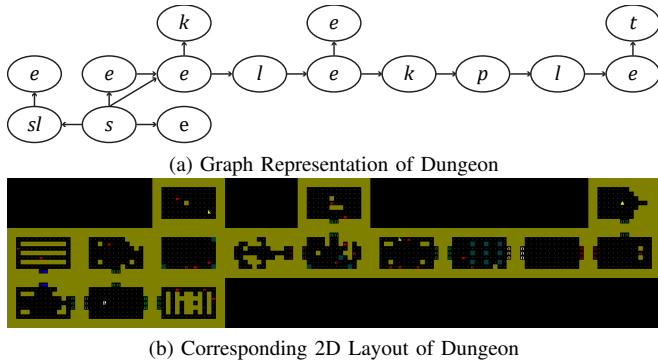 k e t
e e e l e k p l e
sl s e
(a) Graph Representation of Dungeon
(b) Corresponding 2D Layout of Dungeon